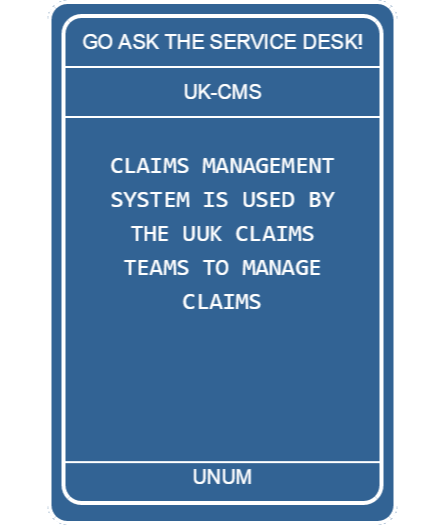 GO ASK THE SERVICE DESK!
UK-CMS
CLAIMS MANAGEMENT
SYSTEM IS USED BY
THE UUK CLAIMS
TEAMS TO MANAGE
CLAIMS
UNUM